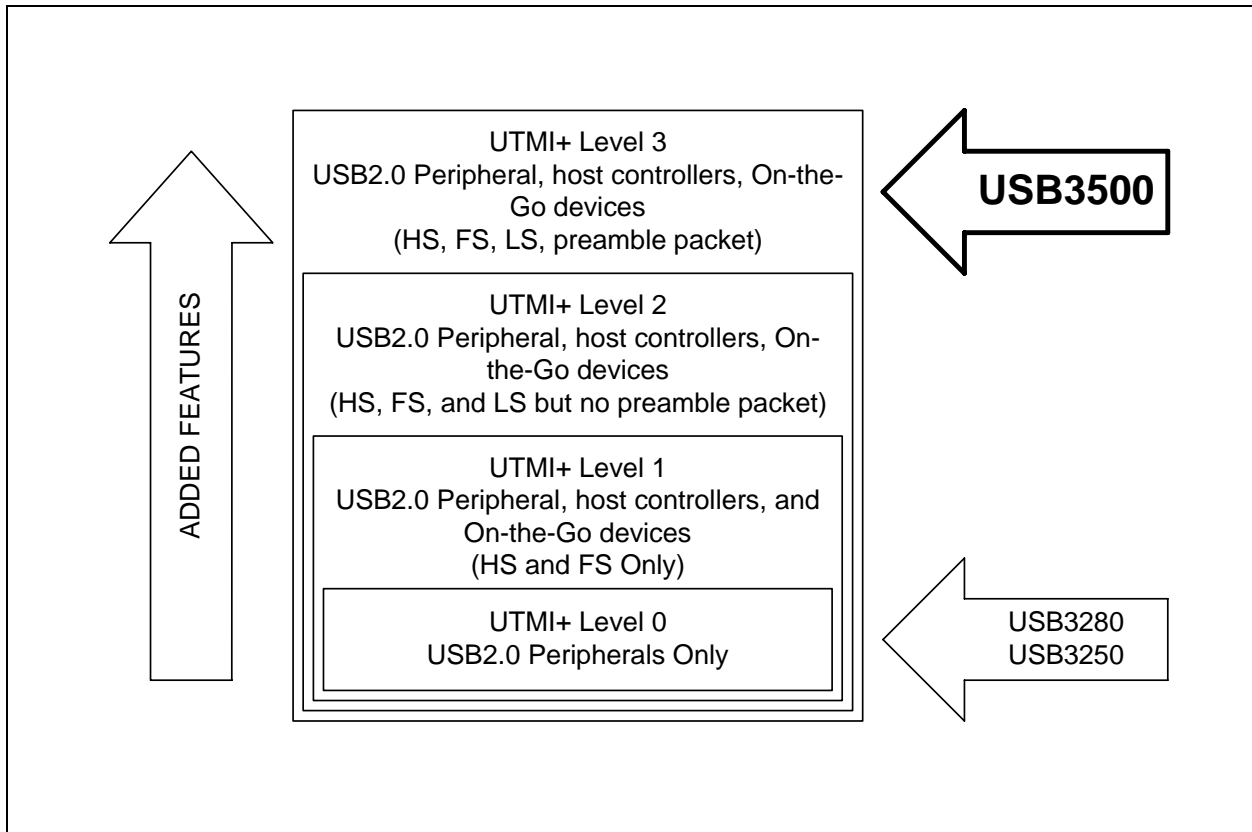 UTMI+ Level 3
USB2.0 Peripheral, host controllers, On-the-
Go devices
(HS, FS, LS, preamble packet)
USB3500
ADDED FEATURES
UTMI+ Level 2
USB2.0 Peripheral, host controllers, On-
the-Go devices
(HS, FS, and LS but no preamble packet)
UTMI+ Level 1
USB2.0 Peripheral, host controllers, and
On-the-Go devices
(HS and FS Only)
UTMI+ Level 0
USB2.0 Peripherals Only
USB3280
USB3250